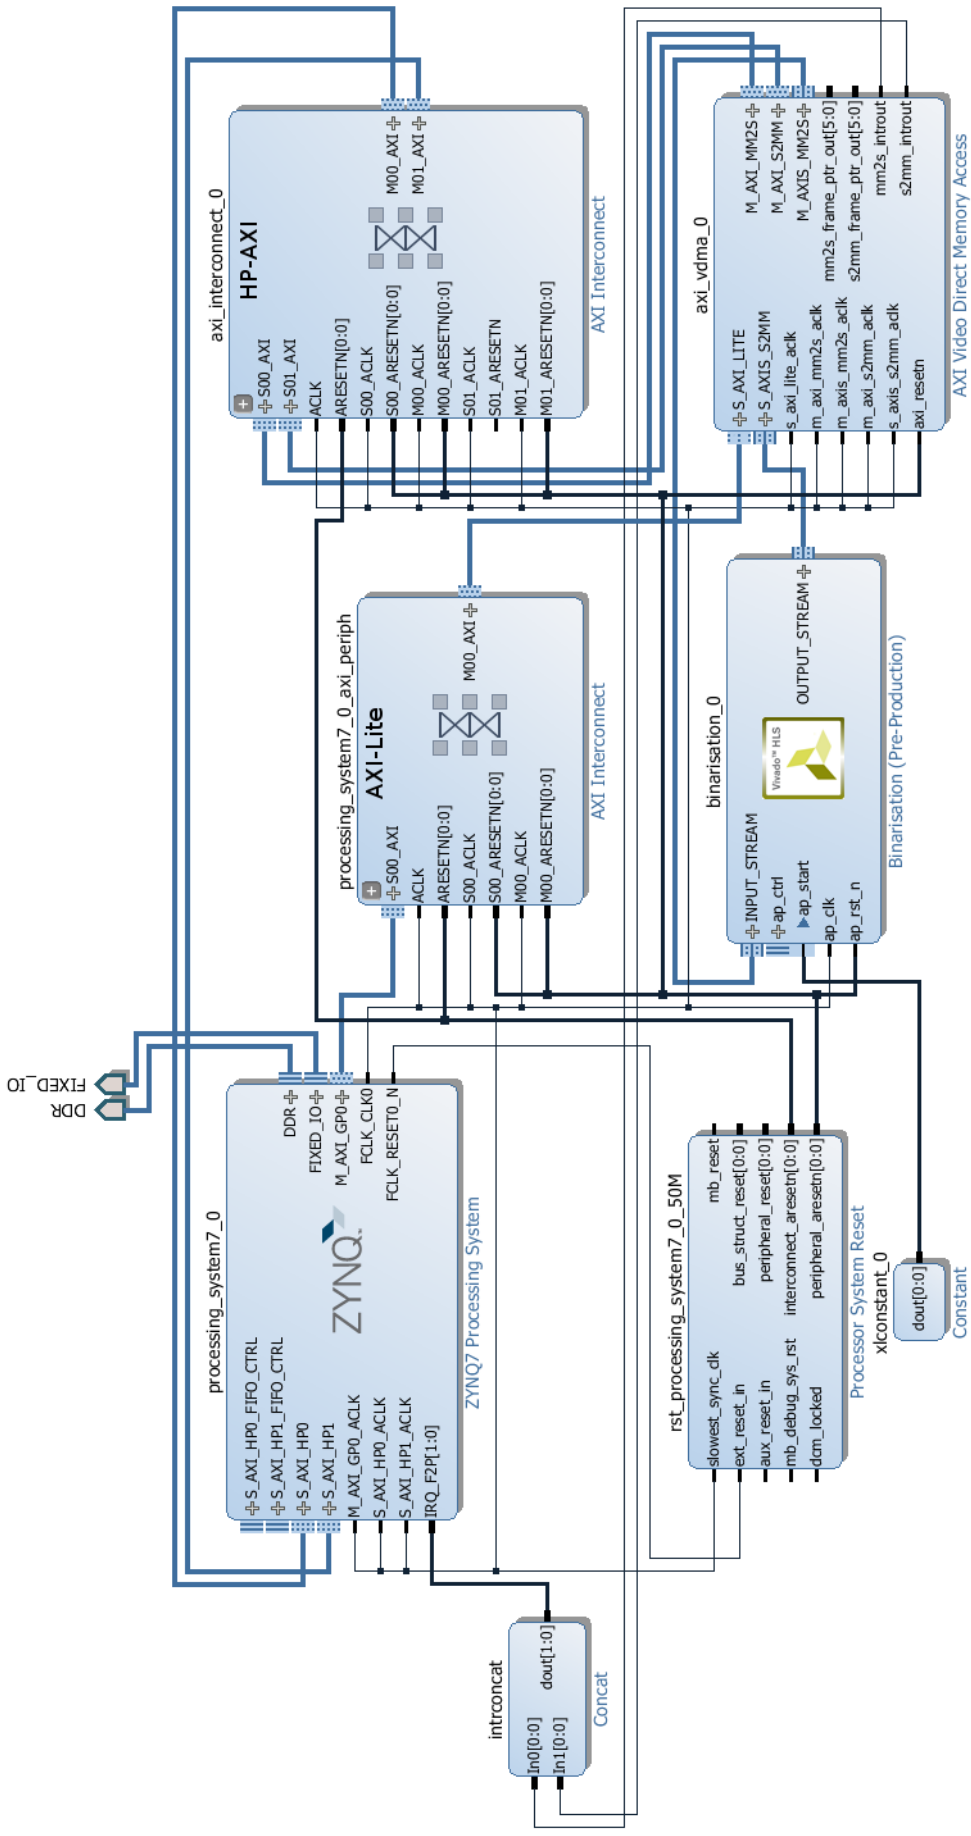 FIXED_IO
DDR
processing_system7_0
S_AXI_HP0_FIFO_CTRL
S_AXI_HP1_FIFO_CTRL
S_AXI_HP0
S_AXI_HP1
M_AXI_GP0_ACLK
S_AXI_HP0_ACLK
S_AXI_HP1_ACLK
IRQ_F2P[1:0]
ZYNQ.
DDR
FIXED_IO
M_AXI_GP0
FCLK_CLK0
FCLK_RESET0_N
ZYNQ7 Processing System
intrconcat
In0[0:0]
In1[0:0]
dout[1:0]
Concat
rst_processing_system7_0_50M
slowest_sync_clk
ext_reset_in
aux_reset_in
mb_debug_sys_rst
dcm_locked
mb_reset
bus_struct_reset[0:0]
peripheral_reset[0:0]
interconnect_aresetn[0:0]
peripheral_aresetn[0:0]
Processor System Reset
xlconstant_0
dout[0:0]
Constant
processing_system7_0_axi_periph
AXI-Lite
S00_AXI
ACLK
ARESETN[0:0]
S00_ACLK
S00_ARESETN[0:0]
M00_ACLK
M00_ARESETN[0:0]
M00_AXI
AXI Interconnect
binarisation_0
INPUT_STREAM
ap_ctrl
ap_start
ap_clk
ap_rst_n
Vivado™ HLS
OUTPUT_STREAM
Binarisation (Pre-Production)
axi_interconnect_0
HP-AXI
S00_AXI
S01_AXI
ACLK
ARESETN[0:0]
S00_ACLK
S00_ARESETN[0:0]
M00_ACLK
M00_ARESETN[0:0]
S01_ACLK
S01_ARESETN
M01_ACLK
M01_ARESETN[0:0]
M00_AXI
M01_AXI
AXI Interconnect
axi_vdma_0
S_AXI_LITE
S_AXIS_S2MM
s_axi_lite_aclk
m_axi_mm2s_aclk
m_axis_mm2s_aclk
m_axi_s2mm_aclk
s_axis_s2mm_aclk
axi_resetn
M_AXI_MM2S
M_AXI_S2MM
M_AXIS_MM2S
mm2s_frame_ptr_out[5:0]
s2mm_frame_ptr_out[5:0]
mm2s_introut
s2mm_introut
AXI Video Direct Memory Access